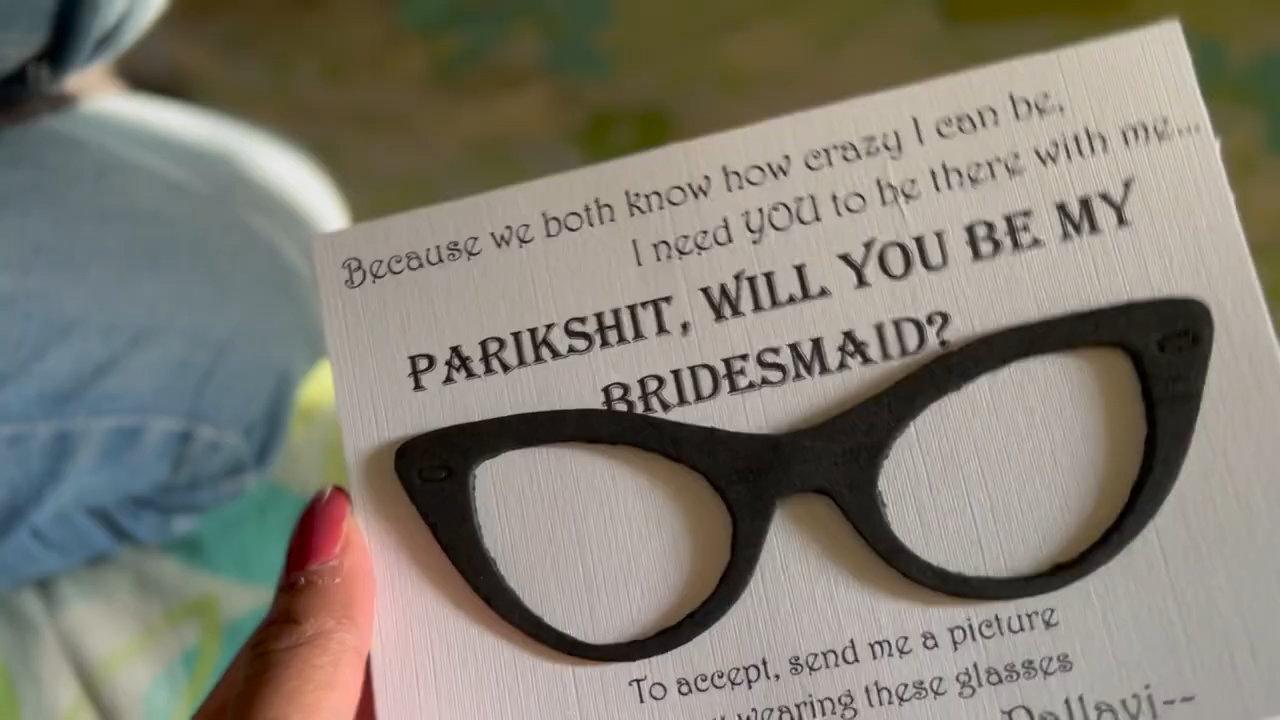 Because we both know how crazy I can be,
I need YOU to be there with me...
PARIKSHIT, WILL YOU BE MY
BRIDESMAID?
To accept, send me a picture
wearing these glasses
Pallavi--